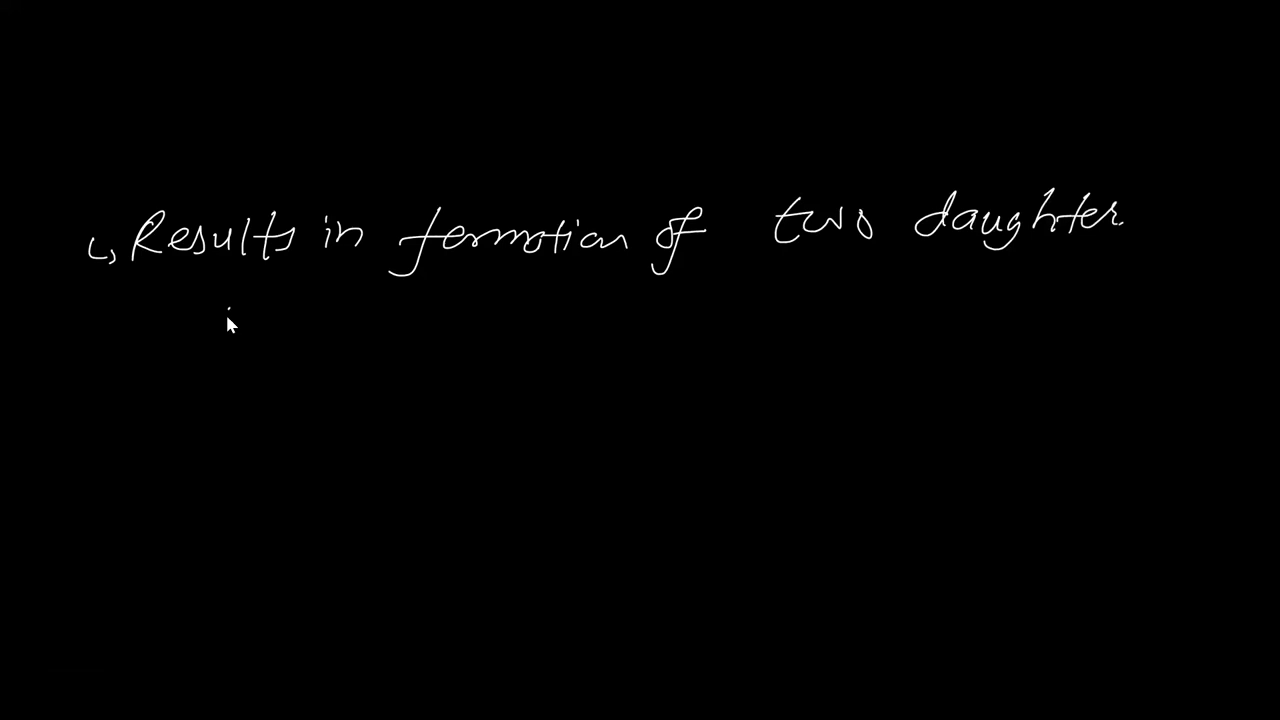 ↳ Results in formation of two daughter